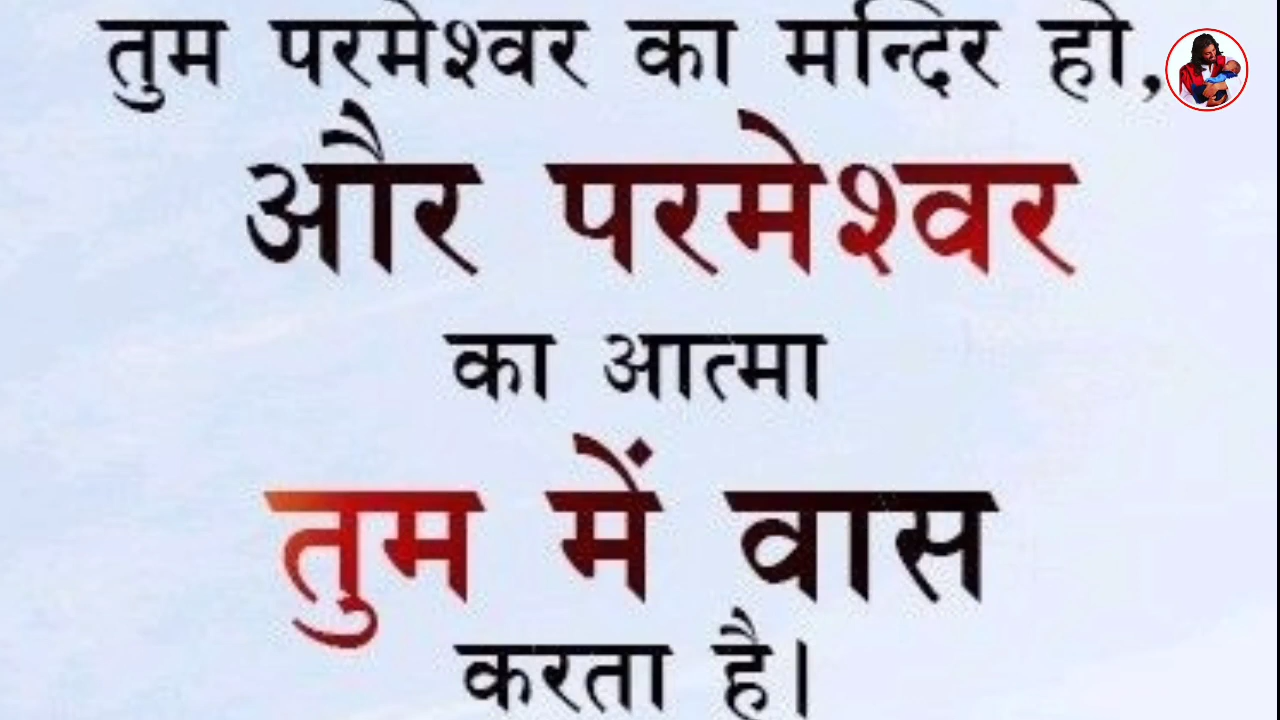 तुम परमेश्वर का मन्दिर हो,
और परमेश्वर
का आत्मा
तुम में वास
करता है।